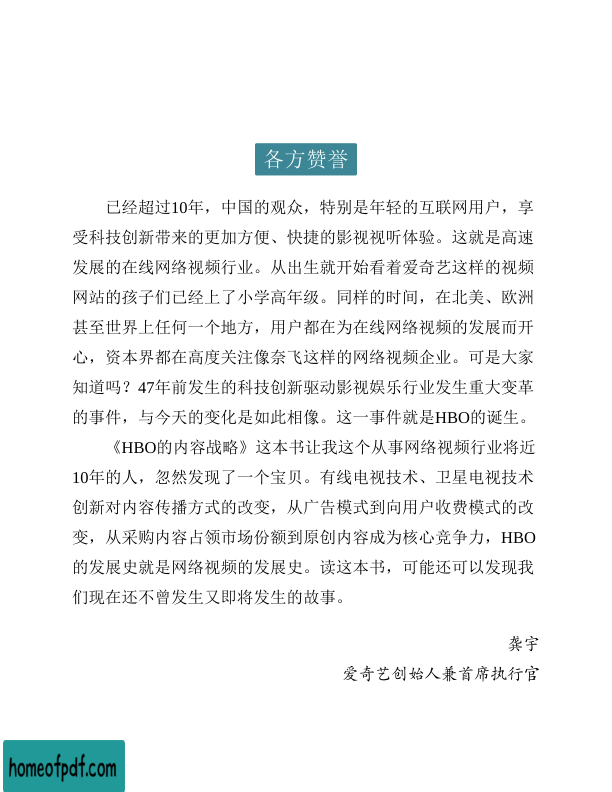 各方赞誉
已经超过10年，中国的观众，特别是年轻的互联网用户，享
受科技创新带来的更加方便、快捷的影视视听体验。这就是高速
发展的在线网络视频行业。从出生就开始看着爱奇艺这样的视频
网站的孩子们已经上了小学高年级。同样的时间，在北美、欧洲
甚至世界上任何一个地方，用户都在为在线网络视频的发展而开
心，资本界都在高度关注像奈飞这样的网络视频企业。可是大家
知道吗？47年前发生的科技创新驱动影视娱乐行业发生重大变革
的事件，与今天的变化是如此相像。这一事件就是HBO的诞生。
《HBO的内容战略》这本书让我这个从事网络视频行业将近
10年的人，忽然发现了一个宝贝。有线电视技术、卫星电视技术
创新对内容传播方式的改变，从广告模式到向用户收费模式的改
变，从采购内容占领市场份额到原创内容成为核心竞争力，HBO
的发展史就是网络视频的发展史。读这本书，可能还可以发现我
们现在还不曾发生又即将发生的故事。
龚宇
爱奇艺创始人兼首席执行官
homeofpdf.com